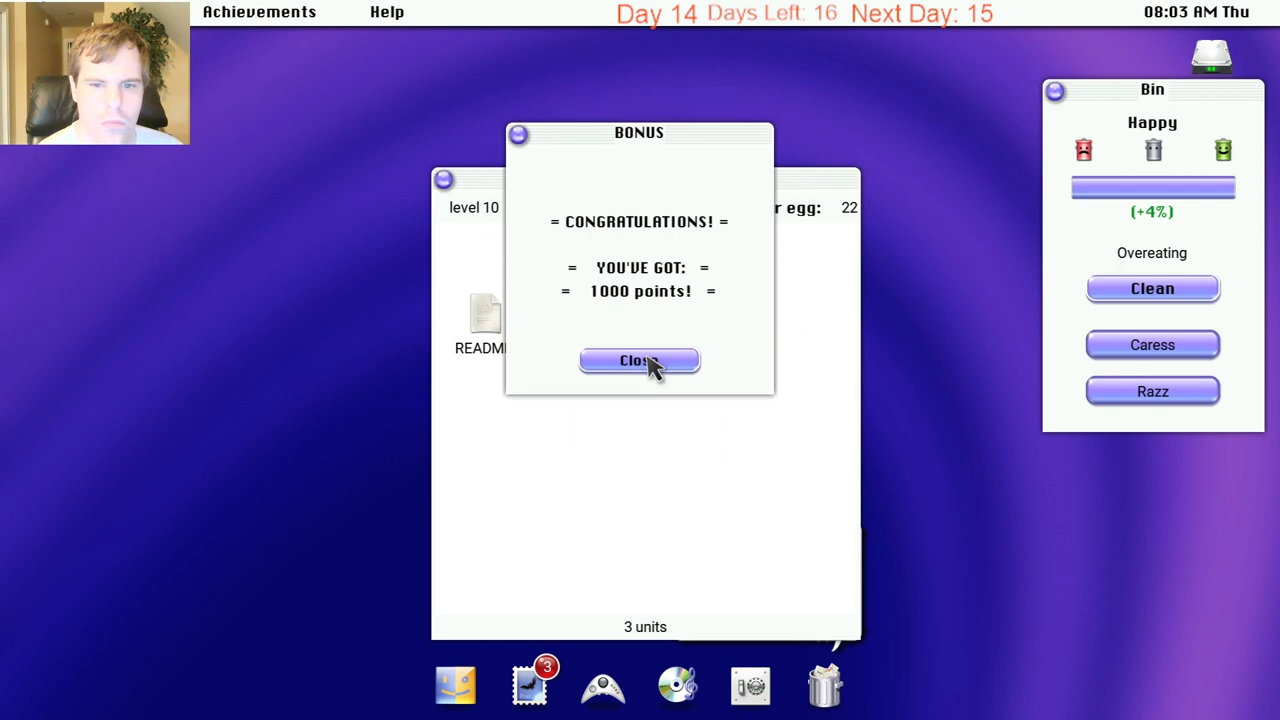 Achievements Help Day 14 Days Left: 16 Next Day: 15 08:03 AM Thu
Bin
Happy
(+4%)
Overeating
Clean
Caress
Razz
BONUS
= CONGRATULATIONS! =
= YOU'VE GOT: =
= 1000 points! =
Close
level 10 r egg: 22
READM
3 units
3